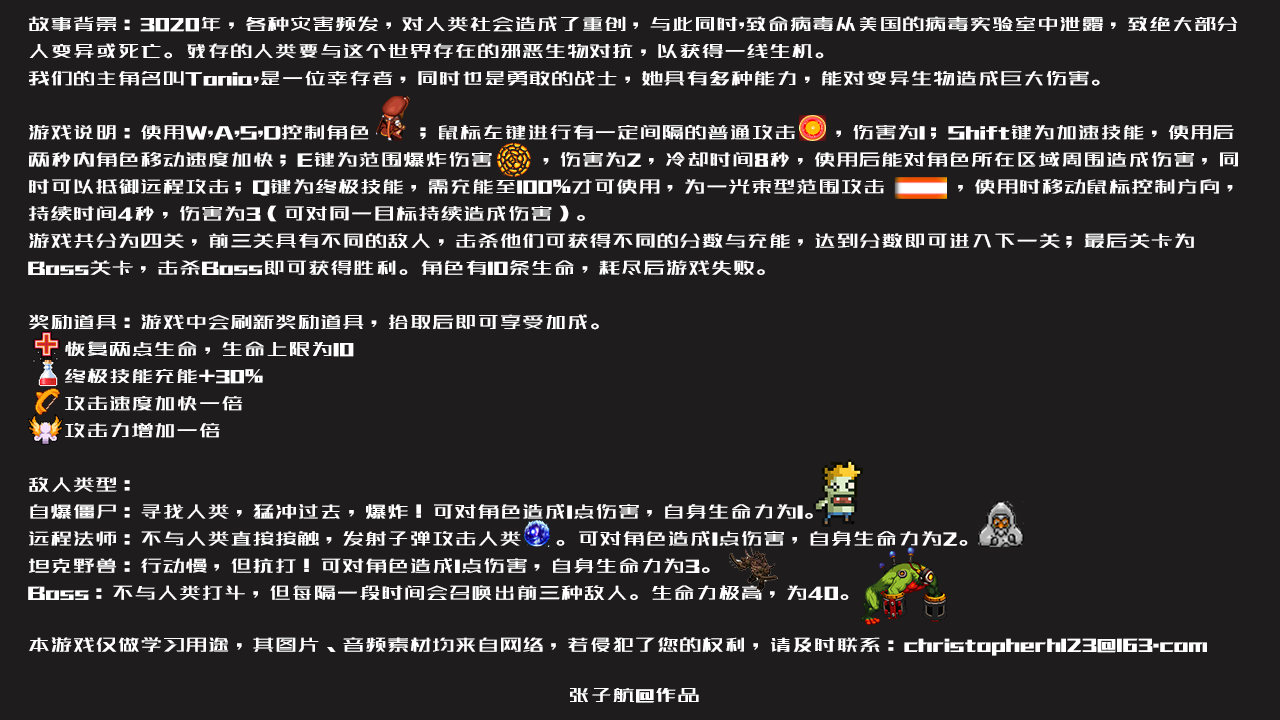 故事背景：3020年，各种灾害频发，对人类社会造成了重创，与此同时,致命病毒从美国的病毒实验室中泄露，致绝大部分
人变异或死亡。残存的人类要与这个世界存在的邪恶生物对抗，以获得一线生机。
我们的主角名叫Tania,是一位幸存者，同时也是勇敢的战士，她具有多种能力，能对变异生物造成巨大伤害。
游戏说明：使用W,A,S,D控制角色；鼠标左键进行有一定间隔的普通攻击，伤害为1；Shift键为加速技能，使用后
两秒内角色移动速度加快；E键为范围爆炸伤害，伤害为2，冷却时间8秒，使用后能对角色所在区域周围造成伤害，同
时可以抵御远程攻击；Q键为终极技能，需充能至100%才可使用，为一光束型范围攻击，使用时移动鼠标控制方向，
持续时间4秒，伤害为3（可对同一目标持续造成伤害）。
游戏共分为四关，前三关具有不同的敌人，击杀他们可获得不同的分数与充能，达到分数即可进入下一关；最后关卡为
Boss关卡，击杀Boss即可获得胜利。角色有10条生命，耗尽后游戏失败。
奖励道具：游戏中会刷新奖励道具，拾取后即可享受加成。
恢复两点生命，生命上限为10
终极技能充能+30%
攻击速度加快一倍
攻击力增加一倍
敌人类型：
自爆僵尸：寻找人类，猛冲过去，爆炸！可对角色造成1点伤害，自身生命力为1。
远程法师：不与人类直接接触，发射子弹攻击人类。可对角色造成1点伤害，自身生命力为2。
坦克野兽：行动慢，但抗打！可对角色造成1点伤害，自身生命力为3。
Boss：不与人类打斗，但每隔一段时间会召唤出前三种敌人。生命力极高，为40。
本游戏仅做学习用途，其图片、音频素材均来自网络，若侵犯了您的权利，请及时联系：christopherh123@163.com
张子航@作品